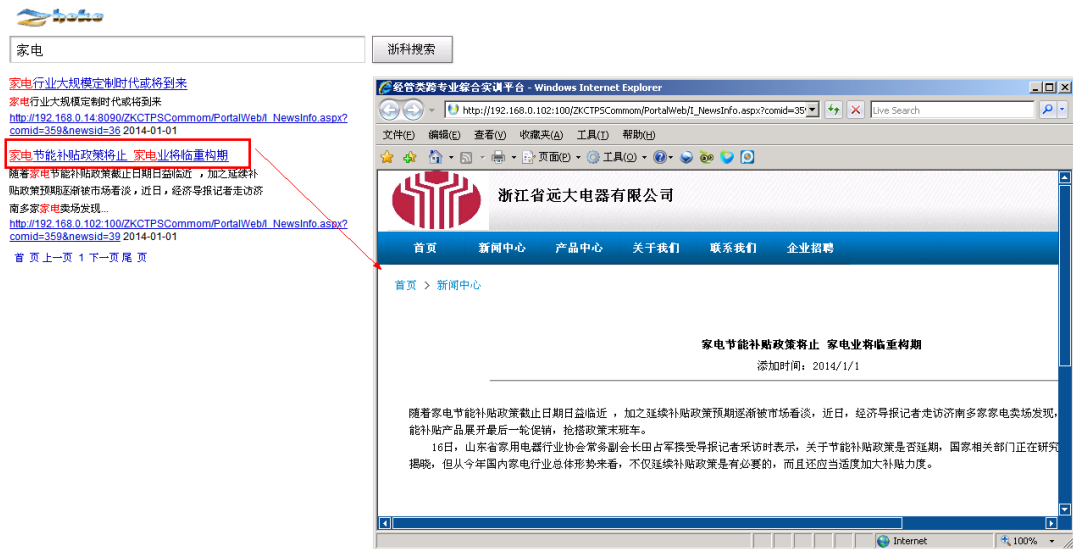 zheke
家电
浙科搜索
家电行业大规模定制时代或将到来
家电行业大规模定制时代或将到来
http://192.168.0.14:8090/ZKCTPSCommom/PortalWeb/I_NewsInfo.aspx?
comid=359&newsid=36 2014-01-01
家电节能补贴政策将止 家电业将临重构期
随着家电节能补贴政策截止日期日益临近 ，加之延续补
贴政策预期逐渐被市场看淡，近日，经济导报记者走访济
南多家家电卖场发现...
http://192.168.0.102:100/ZKCTPSCommom/PortalWeb/I_NewsInfo.aspx?
comid=359&newsid=39 2014-01-01
首 页 上一页 1 下一页 尾 页
经管类跨专业综合实训平台 - Windows Internet Explorer
http://192.168.0.102:100/ZKCTPSCommom/PortalWeb/I_NewsInfo.aspx?comid=359
Live Search
文件(F) 编辑(E) 查看(V) 收藏夹(A) 工具(T) 帮助(H)
页面(P) 工具(O)
浙江省远大电器有限公司
首页 新闻中心 产品中心 关于我们 联系我们 企业招聘
首页 > 新闻中心
家电节能补贴政策将止 家电业将临重构期
添加时间：2014/1/1
随着家电节能补贴政策截止日期日益临近 ，加之延续补贴政策预期逐渐被市场看淡，近日，经济导报记者走访济南多家家电卖场发现，
能补贴产品展开最后一轮促销，抢搭政策末班车。
16日，山东省家用电器行业协会常务副会长田占军接受导报记者采访时表示，关于节能补贴政策是否延期，国家相关部门正在研究
揭晓，但从今年国内家电行业总体形势来看，不仅延续补贴政策是有必要的，而且还应当适度加大补贴力度。
Internet 100%